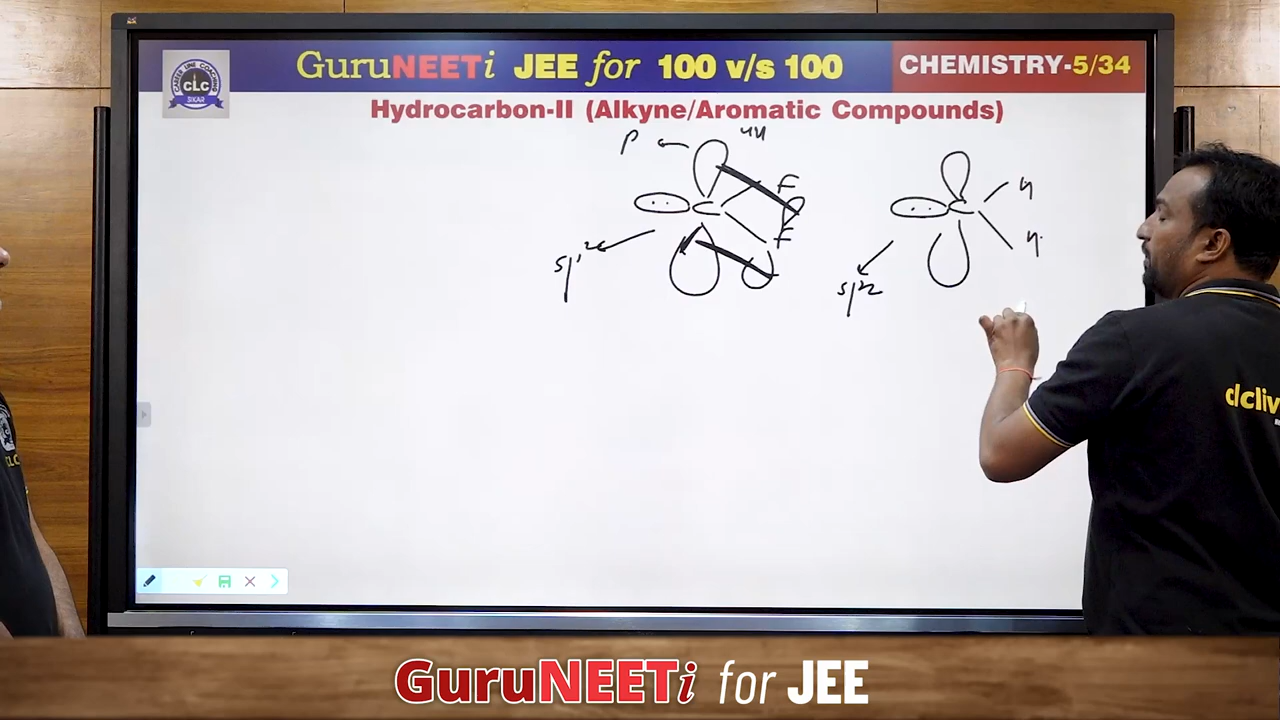 GuruNEETi JEE for 100 v/s 100
CHEMISTRY-5/34
CAREER LINE COACHING
CLC
SIKAR
Hydrocarbon-II (Alkyne/Aromatic Compounds)
P
F
F
sp2
C
C
H
H
sp2
clcliv
GuruNEETi for JEE